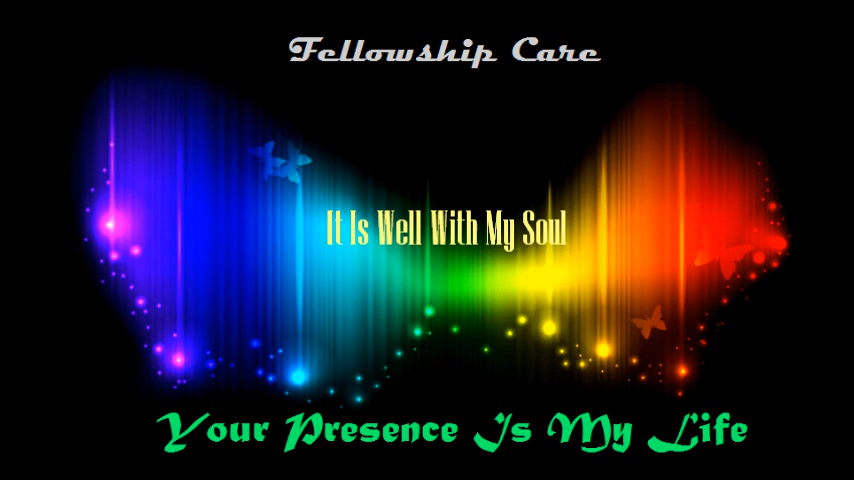 Fellowship Care
It Is Well With My Soul
Your Presence Is My Life